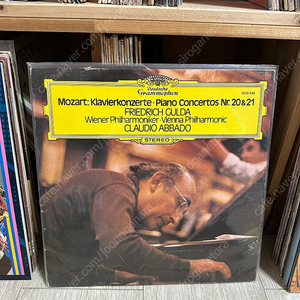 Deutsche
Grammophon
Mozart: Klavierkonzerte · Piano Concertos Nr. 20 & 21
FRIEDRICH GULDA
Wiener Philharmoniker · Vienna Philharmonic
CLAUDIO ABBADO
STEREO